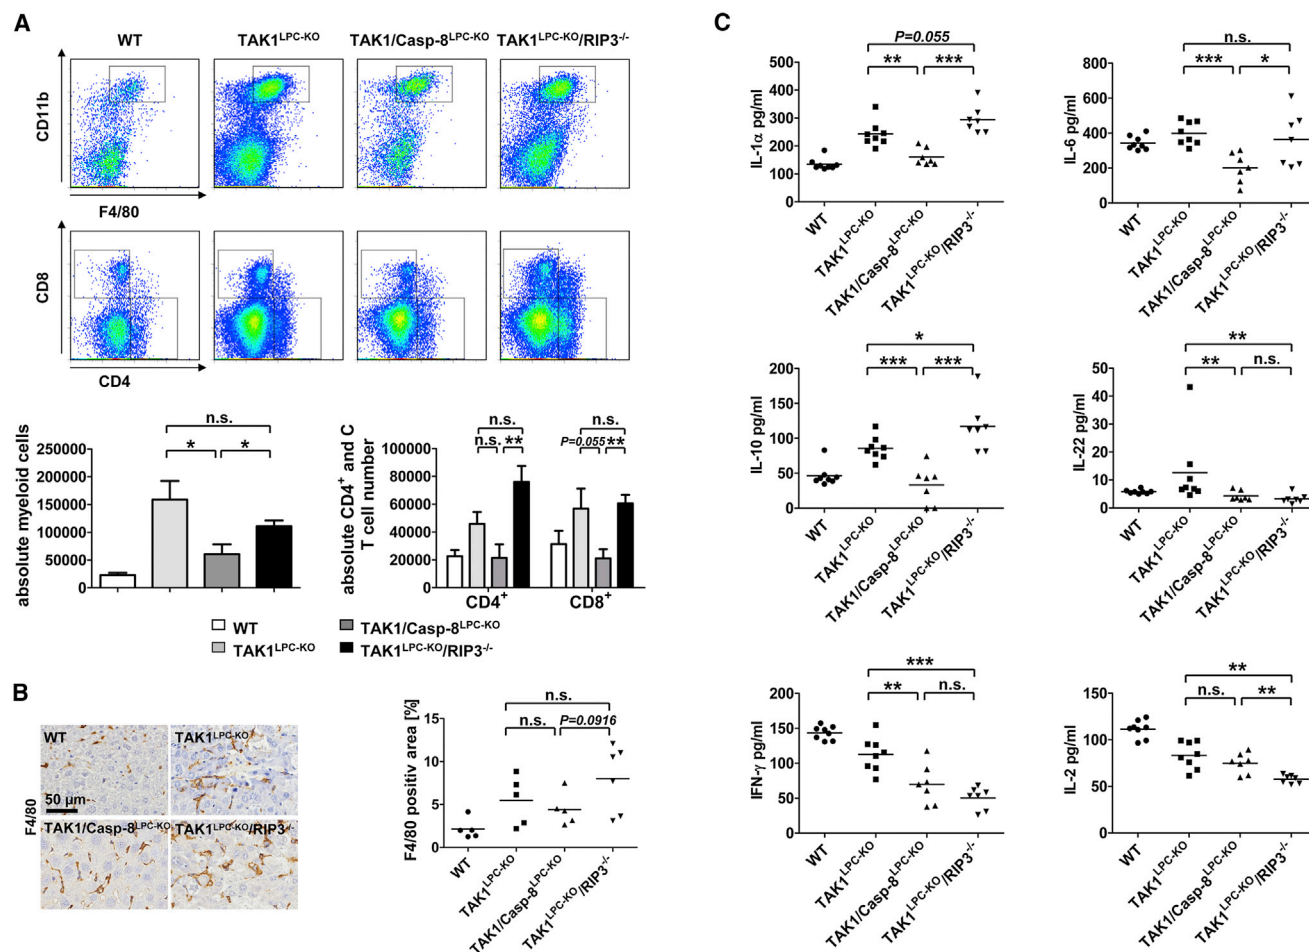 A
WT TAK1LPC-KO TAK1/Casp-8LPC-KO TAK1LPC-KO/RIP3-/-
CD11b
F4/80
CD8
CD4
absolute myeloid cells
250000
200000
150000
100000
50000
0
n.s.
* *
absolute CD4+ and C
T cell number
100000
80000
60000
40000
20000
0
n.s. n.s.
n.s. ** P=0.055 **
CD4+ CD8+
WT TAK1/Casp-8LPC-KO
TAK1LPC-KO TAK1LPC-KO/RIP3-/-
B
F4/80
WT TAK1LPC-KO
50 µm
TAK1/Casp-8LPC-KO TAK1LPC-KO/RIP3-/-
F4/80 positiv area [%]
15
10
5
0
n.s.
n.s. P=0.0916
WT TAK1LPC-KO TAK1/Casp-8LPC-KO TAK1LPC-KO/RIP3-/-
C
IL-1α pg/ml
500
400
300
200
100
0
P=0.055
** ***
WT TAK1LPC-KO TAK1/Casp-8LPC-KO TAK1LPC-KO/RIP3-/-
IL-6 pg/ml
800
600
400
200
0
n.s.
*** *
WT TAK1LPC-KO TAK1/Casp-8LPC-KO TAK1LPC-KO/RIP3-/-
IL-10 pg/ml
200
150
100
50
0
*
*** ***
WT TAK1LPC-KO TAK1/Casp-8LPC-KO TAK1LPC-KO/RIP3-/-
IL-22 pg/ml
50
40
30
20
10
0
**
** n.s.
WT TAK1LPC-KO TAK1/Casp-8LPC-KO TAK1LPC-KO/RIP3-/-
IFN-γ pg/ml
200
150
100
50
0
***
** n.s.
WT TAK1LPC-KO TAK1/Casp-8LPC-KO TAK1LPC-KO/RIP3-/-
IL-2 pg/ml
150
100
50
0
**
n.s. **
WT TAK1LPC-KO TAK1/Casp-8LPC-KO TAK1LPC-KO/RIP3-/-